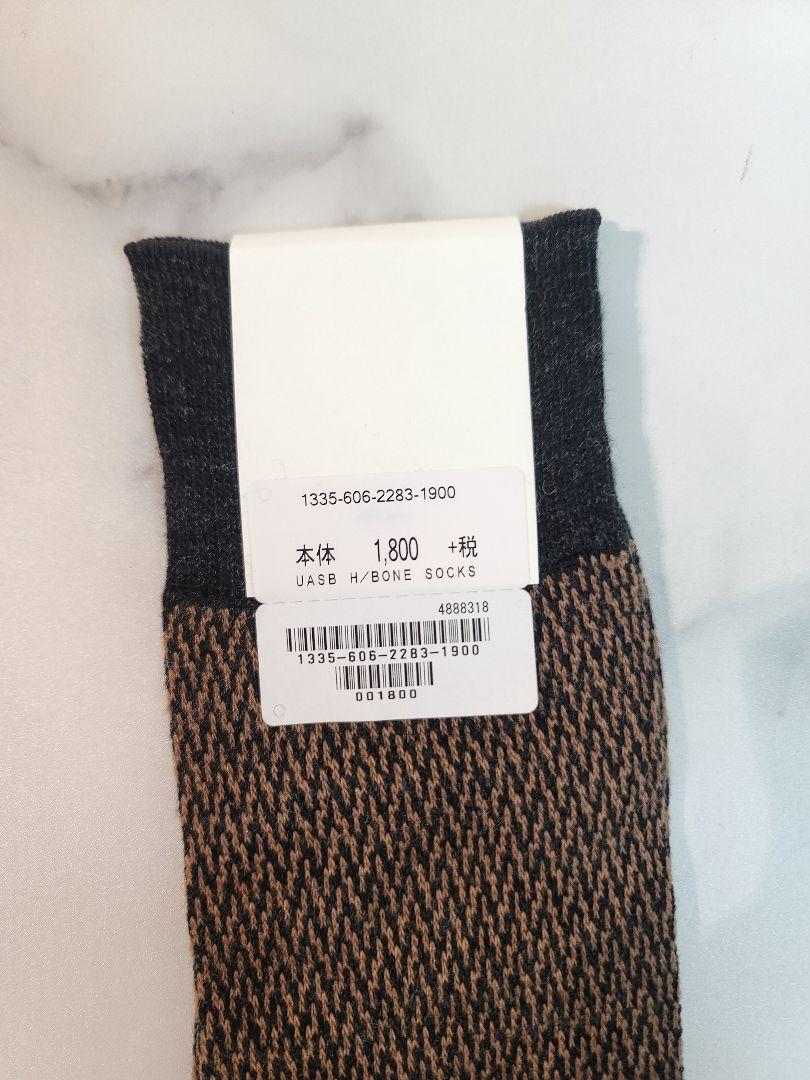 1335-606-2283-1900
本体 1,800 +税
UASB H/BONE SOCKS
4888318
1335-606-2283-1900
001800